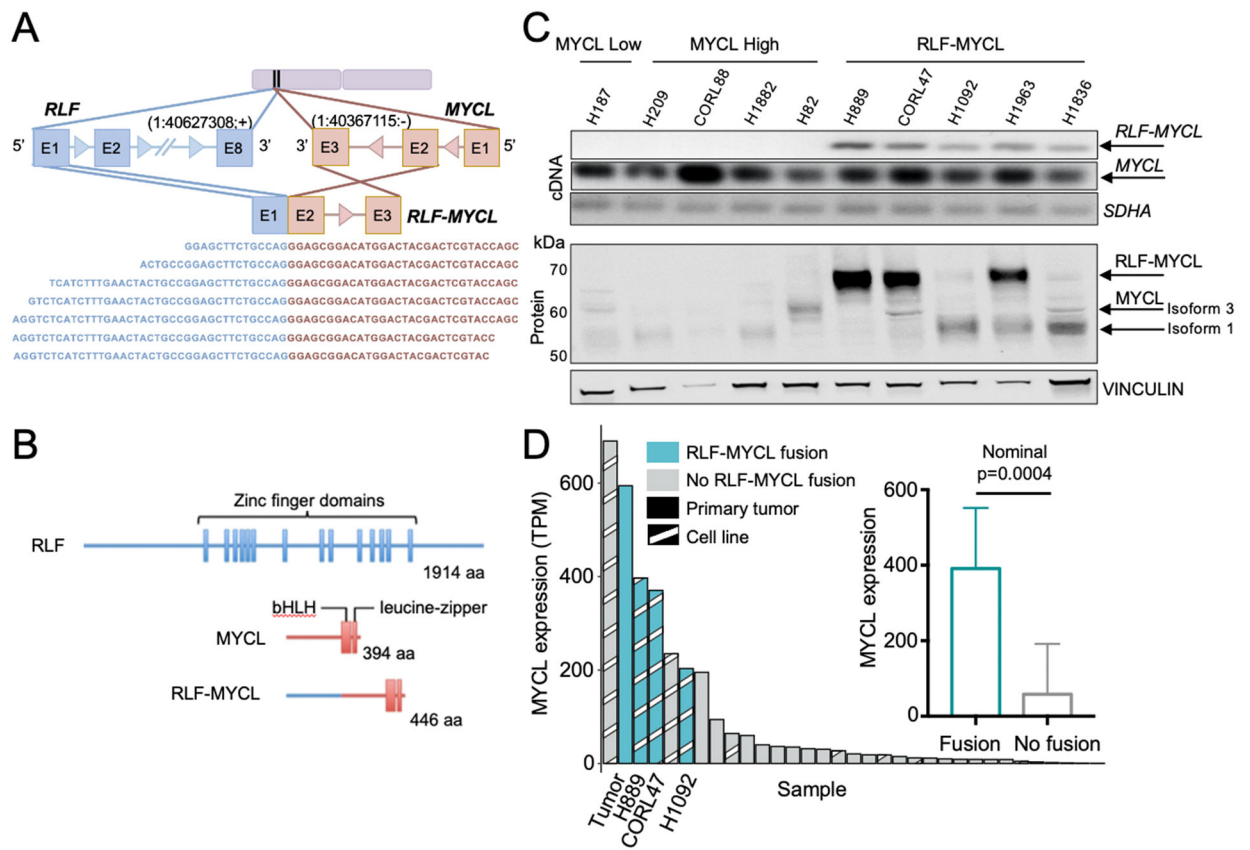 A
RLF
MYCL
(1:40627308;+)
(1:40367115;-)
5'
E1
E2
E8
3'
3'
E3
E2
E1
5'
E1
E2
E3
RLF-MYCL
GGAGCTTCTGCCAGGGAGCGGACATGGACTACGACTCGTACCAGC
ACTGCCGGAGCTTCTGCCAGGGAGCGGACATGGACTACGACTCGTACCAGC
TCATCTTTGAACTACTGCCGGAGCTTCTGCCAGGGAGCGGACATGGACTACGACTCGTACCAGC
GTCTCATCTTTGAACTACTGCCGGAGCTTCTGCCAGGGAGCGGACATGGACTACGACTCGTACCAGC
AGGTCTCATCTTTGAACTACTGCCGGAGCTTCTGCCAGGGAGCGGACATGGACTACGACTCGTACCAGC
AGGTCTCATCTTTGAACTACTGCCGGAGCTTCTGCCAGGGAGCGGACATGGACTACGACTCGTACC
AGGTCTCATCTTTGAACTACTGCCGGAGCTTCTGCCAGGGAGCGGACATGGACTACGACTCGTAC
B
Zinc finger domains
RLF
1914 aa
bHLH
leucine-zipper
MYCL
394 aa
RLF-MYCL
446 aa
C
MYCL Low
MYCL High
RLF-MYCL
H187
H209
CORL88
H1882
H82
H889
CORL47
H1092
H1963
H1836
cDNA
RLF-MYCL
MYCL
SDHA
kDa
70
60
50
Protein
RLF-MYCL
MYCL
Isoform 3
Isoform 1
VINCULIN
D
RLF-MYCL fusion
No RLF-MYCL fusion
Primary tumor
Cell line
MYCL expression (TPM)
600
400
200
0
Tumor
H889
CORL47
H1092
Sample
Nominal
p=0.0004
MYCL expression
600
400
200
0
Fusion
No fusion